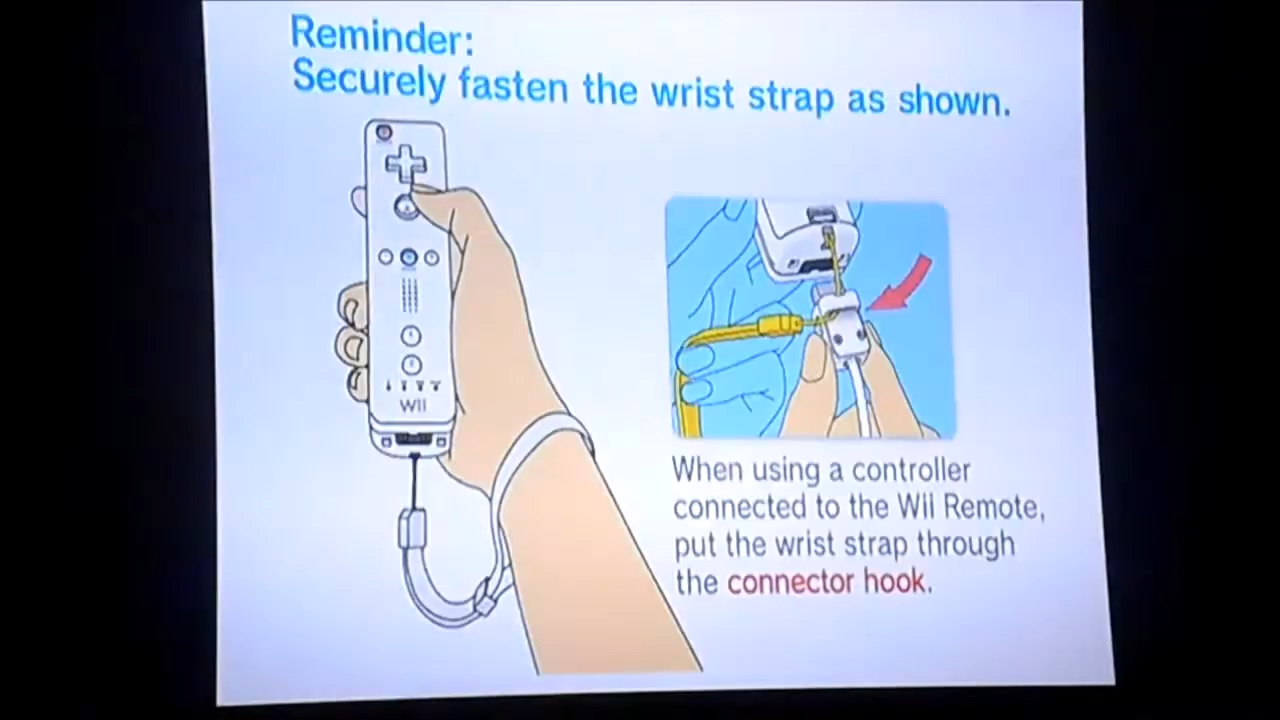 Reminder:
Securely fasten the wrist strap as shown.
Wii
When using a controller
connected to the Wii Remote,
put the wrist strap through
the connector hook.